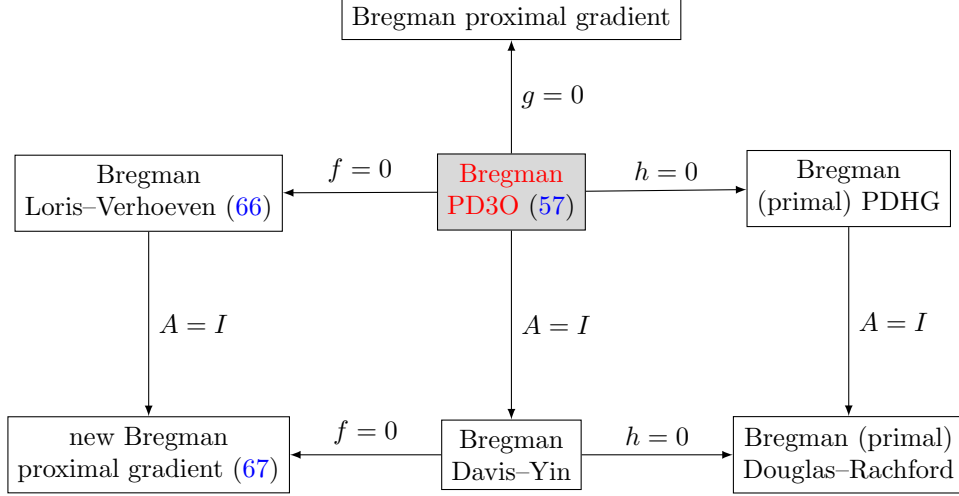 Bregman proximal gradient
g = 0
Bregman
Loris–Verhoeven (66)
f = 0
Bregman
PD3O (57)
h = 0
Bregman
(primal) PDHG
A = I
A = I
A = I
new Bregman
proximal gradient (67)
f = 0
Bregman
Davis–Yin
h = 0
Bregman (primal)
Douglas–Rachford